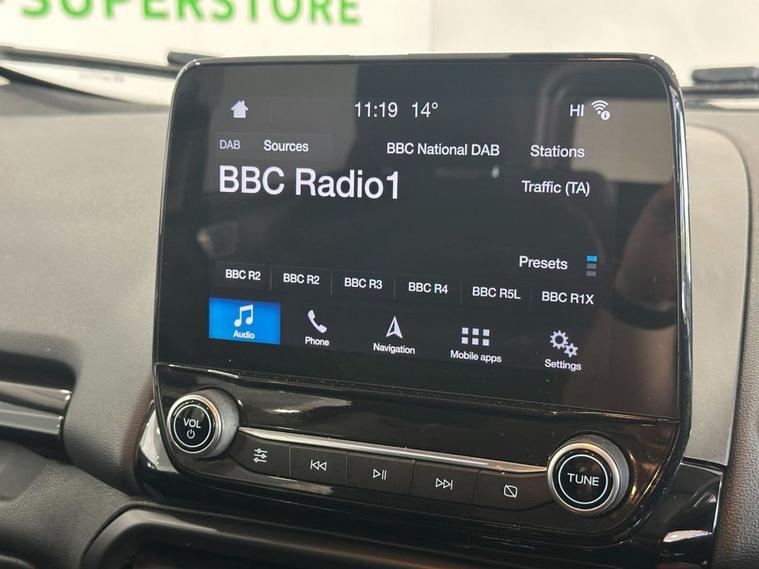 SUPERSTORE
11:19 14° HI
DAB Sources BBC National DAB Stations
BBC Radio1 Traffic (TA)
Presets
BBC R2 BBC R2 BBC R3 BBC R4 BBC R5L BBC R1X
Audio Phone Navigation Mobile apps Settings
VOL
TUNE